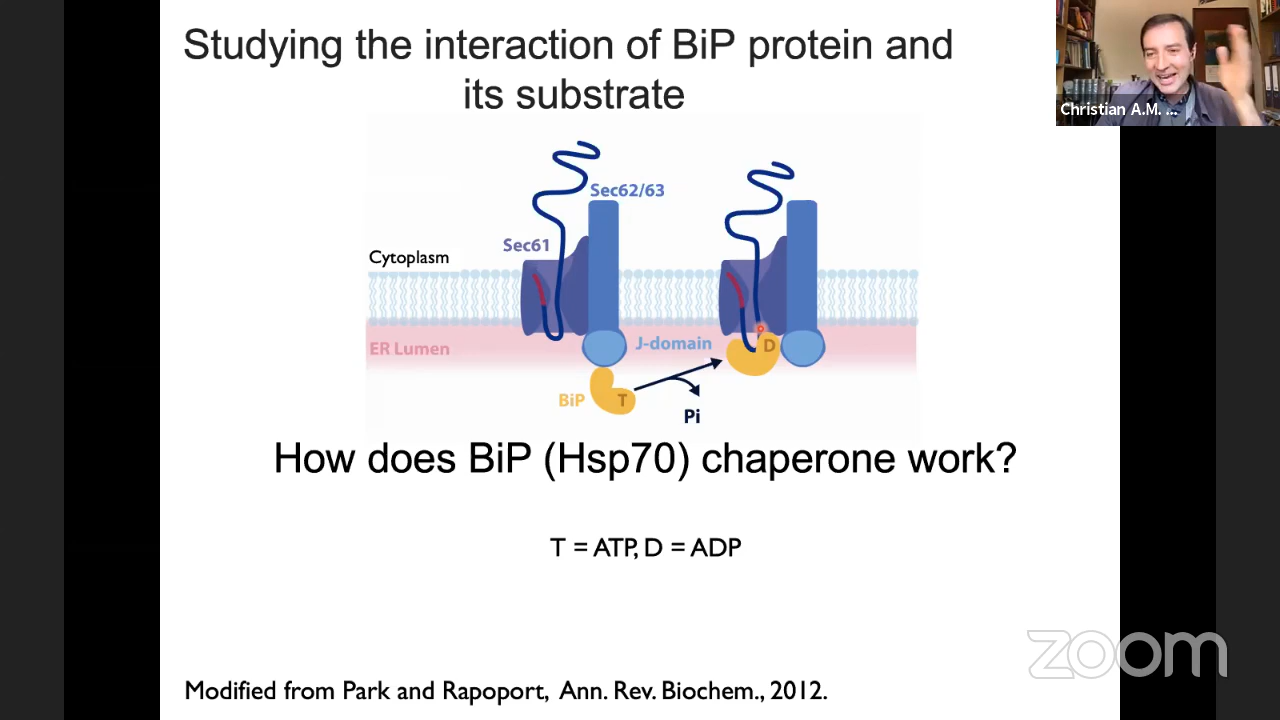 Studying the interaction of BiP protein and
its substrate
Christian A.M. ...
Sec62/63
Sec61
Cytoplasm
ER Lumen
J-domain
D
BiP
T
Pi
How does BiP (Hsp70) chaperone work?
T = ATP, D = ADP
zoom
Modified from Park and Rapoport, Ann. Rev. Biochem., 2012.